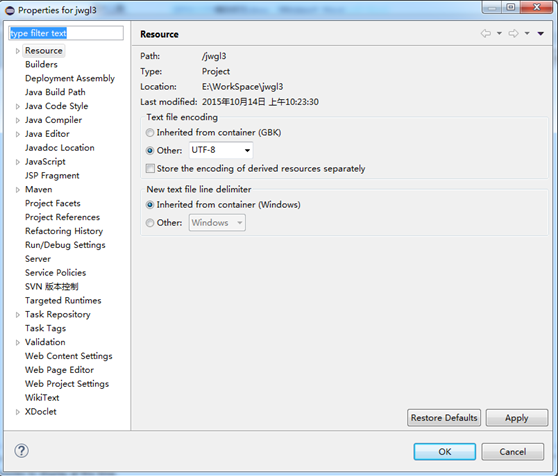 Properties for jwgl3
type filter text
Resource
Builders
Deployment Assembly
Java Build Path
Java Code Style
Java Compiler
Java Editor
Javadoc Location
JavaScript
JSP Fragment
Maven
Project Facets
Project References
Refactoring History
Run/Debug Settings
Server
Service Policies
SVN 版本控制
Targeted Runtimes
Task Repository
Task Tags
Validation
Web Content Settings
Web Page Editor
Web Project Settings
WikiText
XDoclet
Resource
Path: /jwgl3
Type: Project
Location: E:\WorkSpace\jwgl3
Last modified: 2015年10月14日 上午10:23:30
Text file encoding
Inherited from container (GBK)
Other: UTF-8
Store the encoding of derived resources separately
New text file line delimiter
Inherited from container (Windows)
Other: Windows
Restore Defaults Apply
OK Cancel